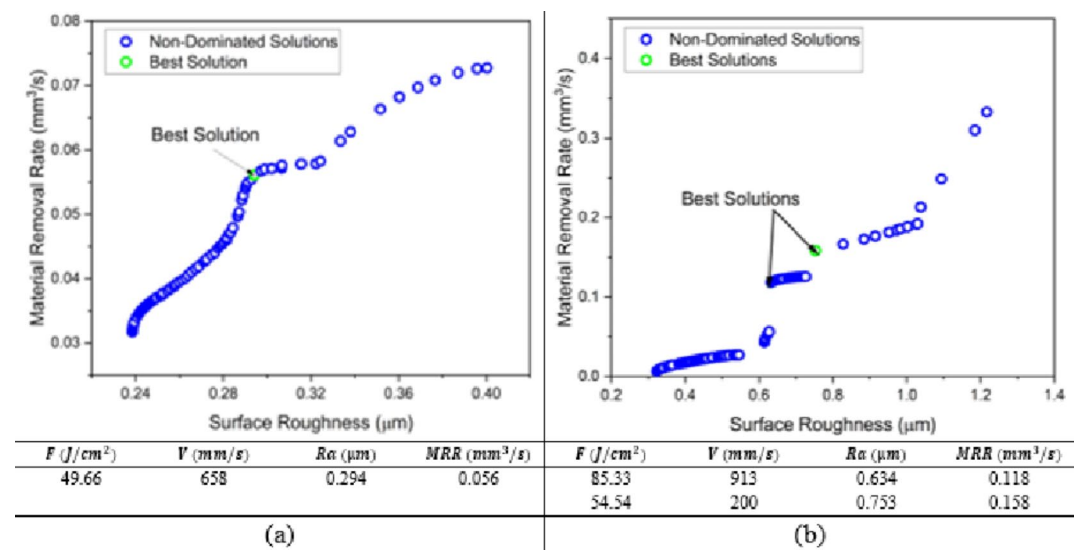 0.08
0.07
0.06
0.05
0.04
0.03
Material Removal Rate (mm³/s)
Non-Dominated Solutions
Best Solution
Best Solution
0.24 0.28 0.32 0.36 0.40
Surface Roughness (μm)
F (J/cm²) V (mm/s) Ra (μm) MRR (mm³/s)
49.66 658 0.294 0.056
(a)
0.4
0.3
0.2
0.1
0.0
Material Removal Rate (mm³/s)
Non-Dominated Solutions
Best Solutions
Best Solutions
0.2 0.4 0.6 0.8 1.0 1.2 1.4
Surface Roughness (μm)
F (J/cm²) V (mm/s) Ra (μm) MRR (mm³/s)
85.33 913 0.634 0.118
54.54 200 0.753 0.158
(b)